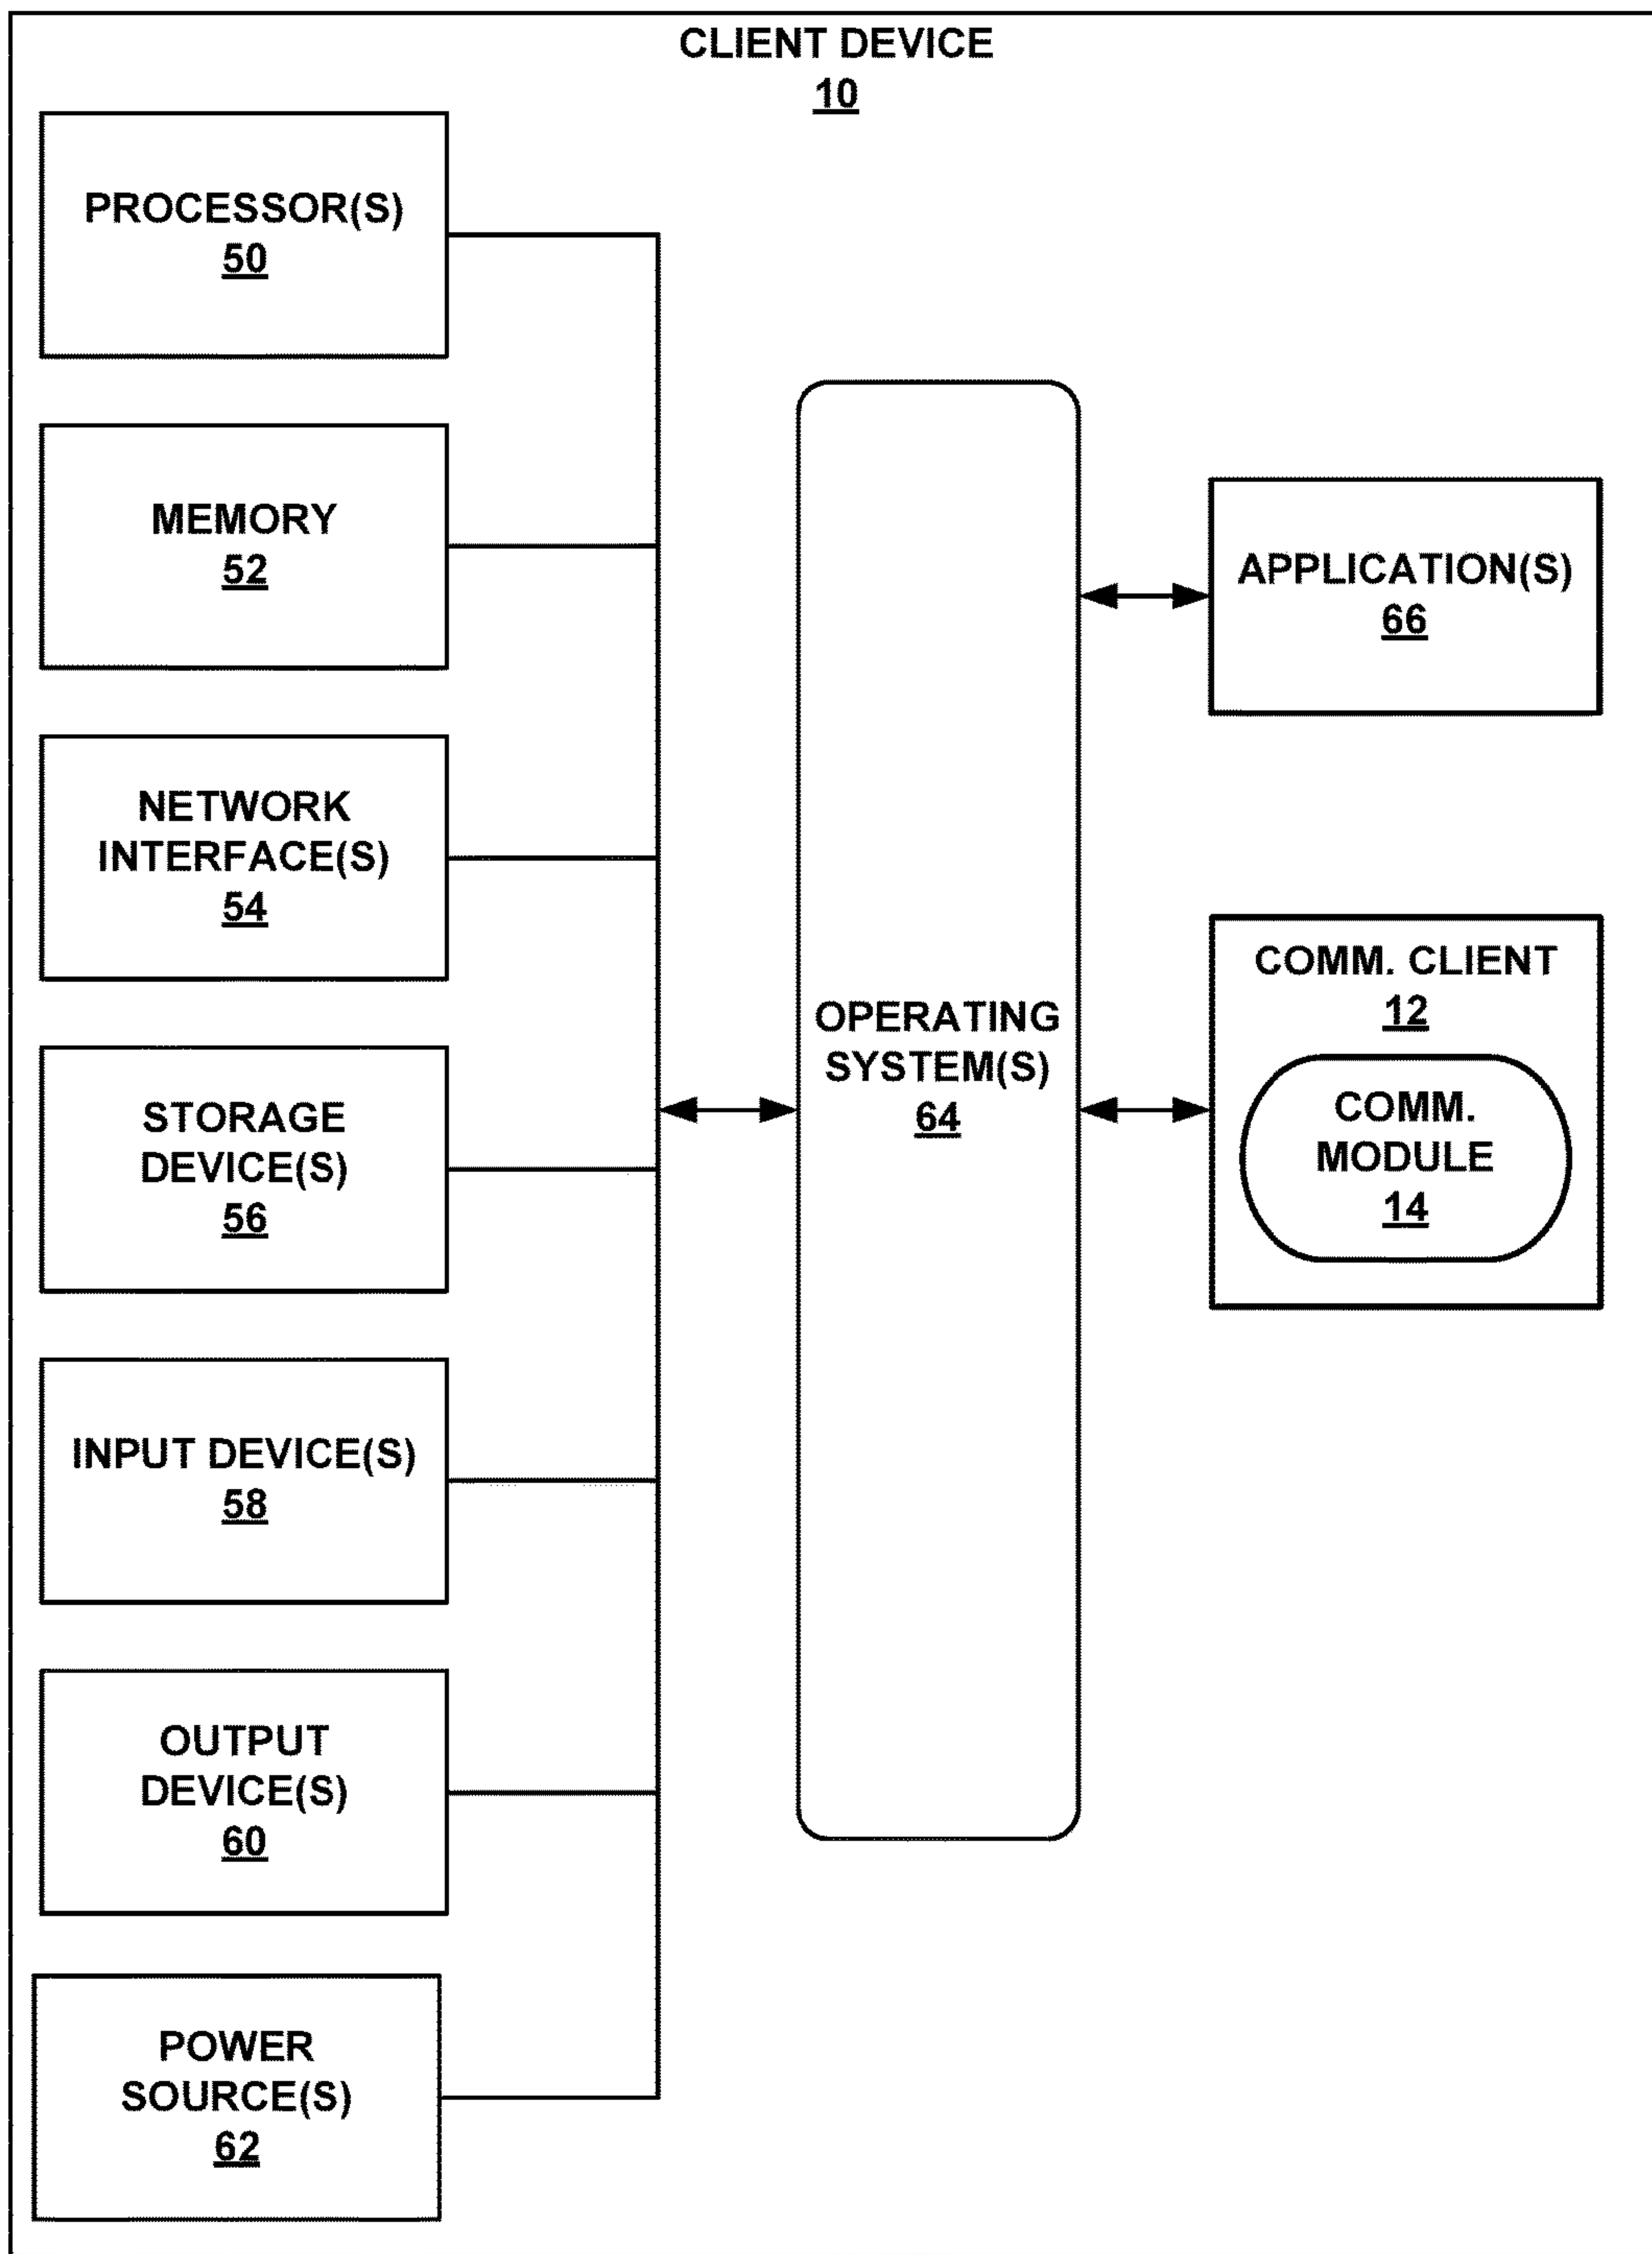 CLIENT DEVICE
10
PROCESSOR(S)
50
MEMORY
52
NETWORK
INTERFACE(S)
54
STORAGE
DEVICE(S)
56
INPUT DEVICE(S)
58
OUTPUT
DEVICE(S)
60
POWER
SOURCE(S)
62
OPERATING
SYSTEM(S)
64
APPLICATION(S)
66
COMM. CLIENT
12
COMM.
MODULE
14